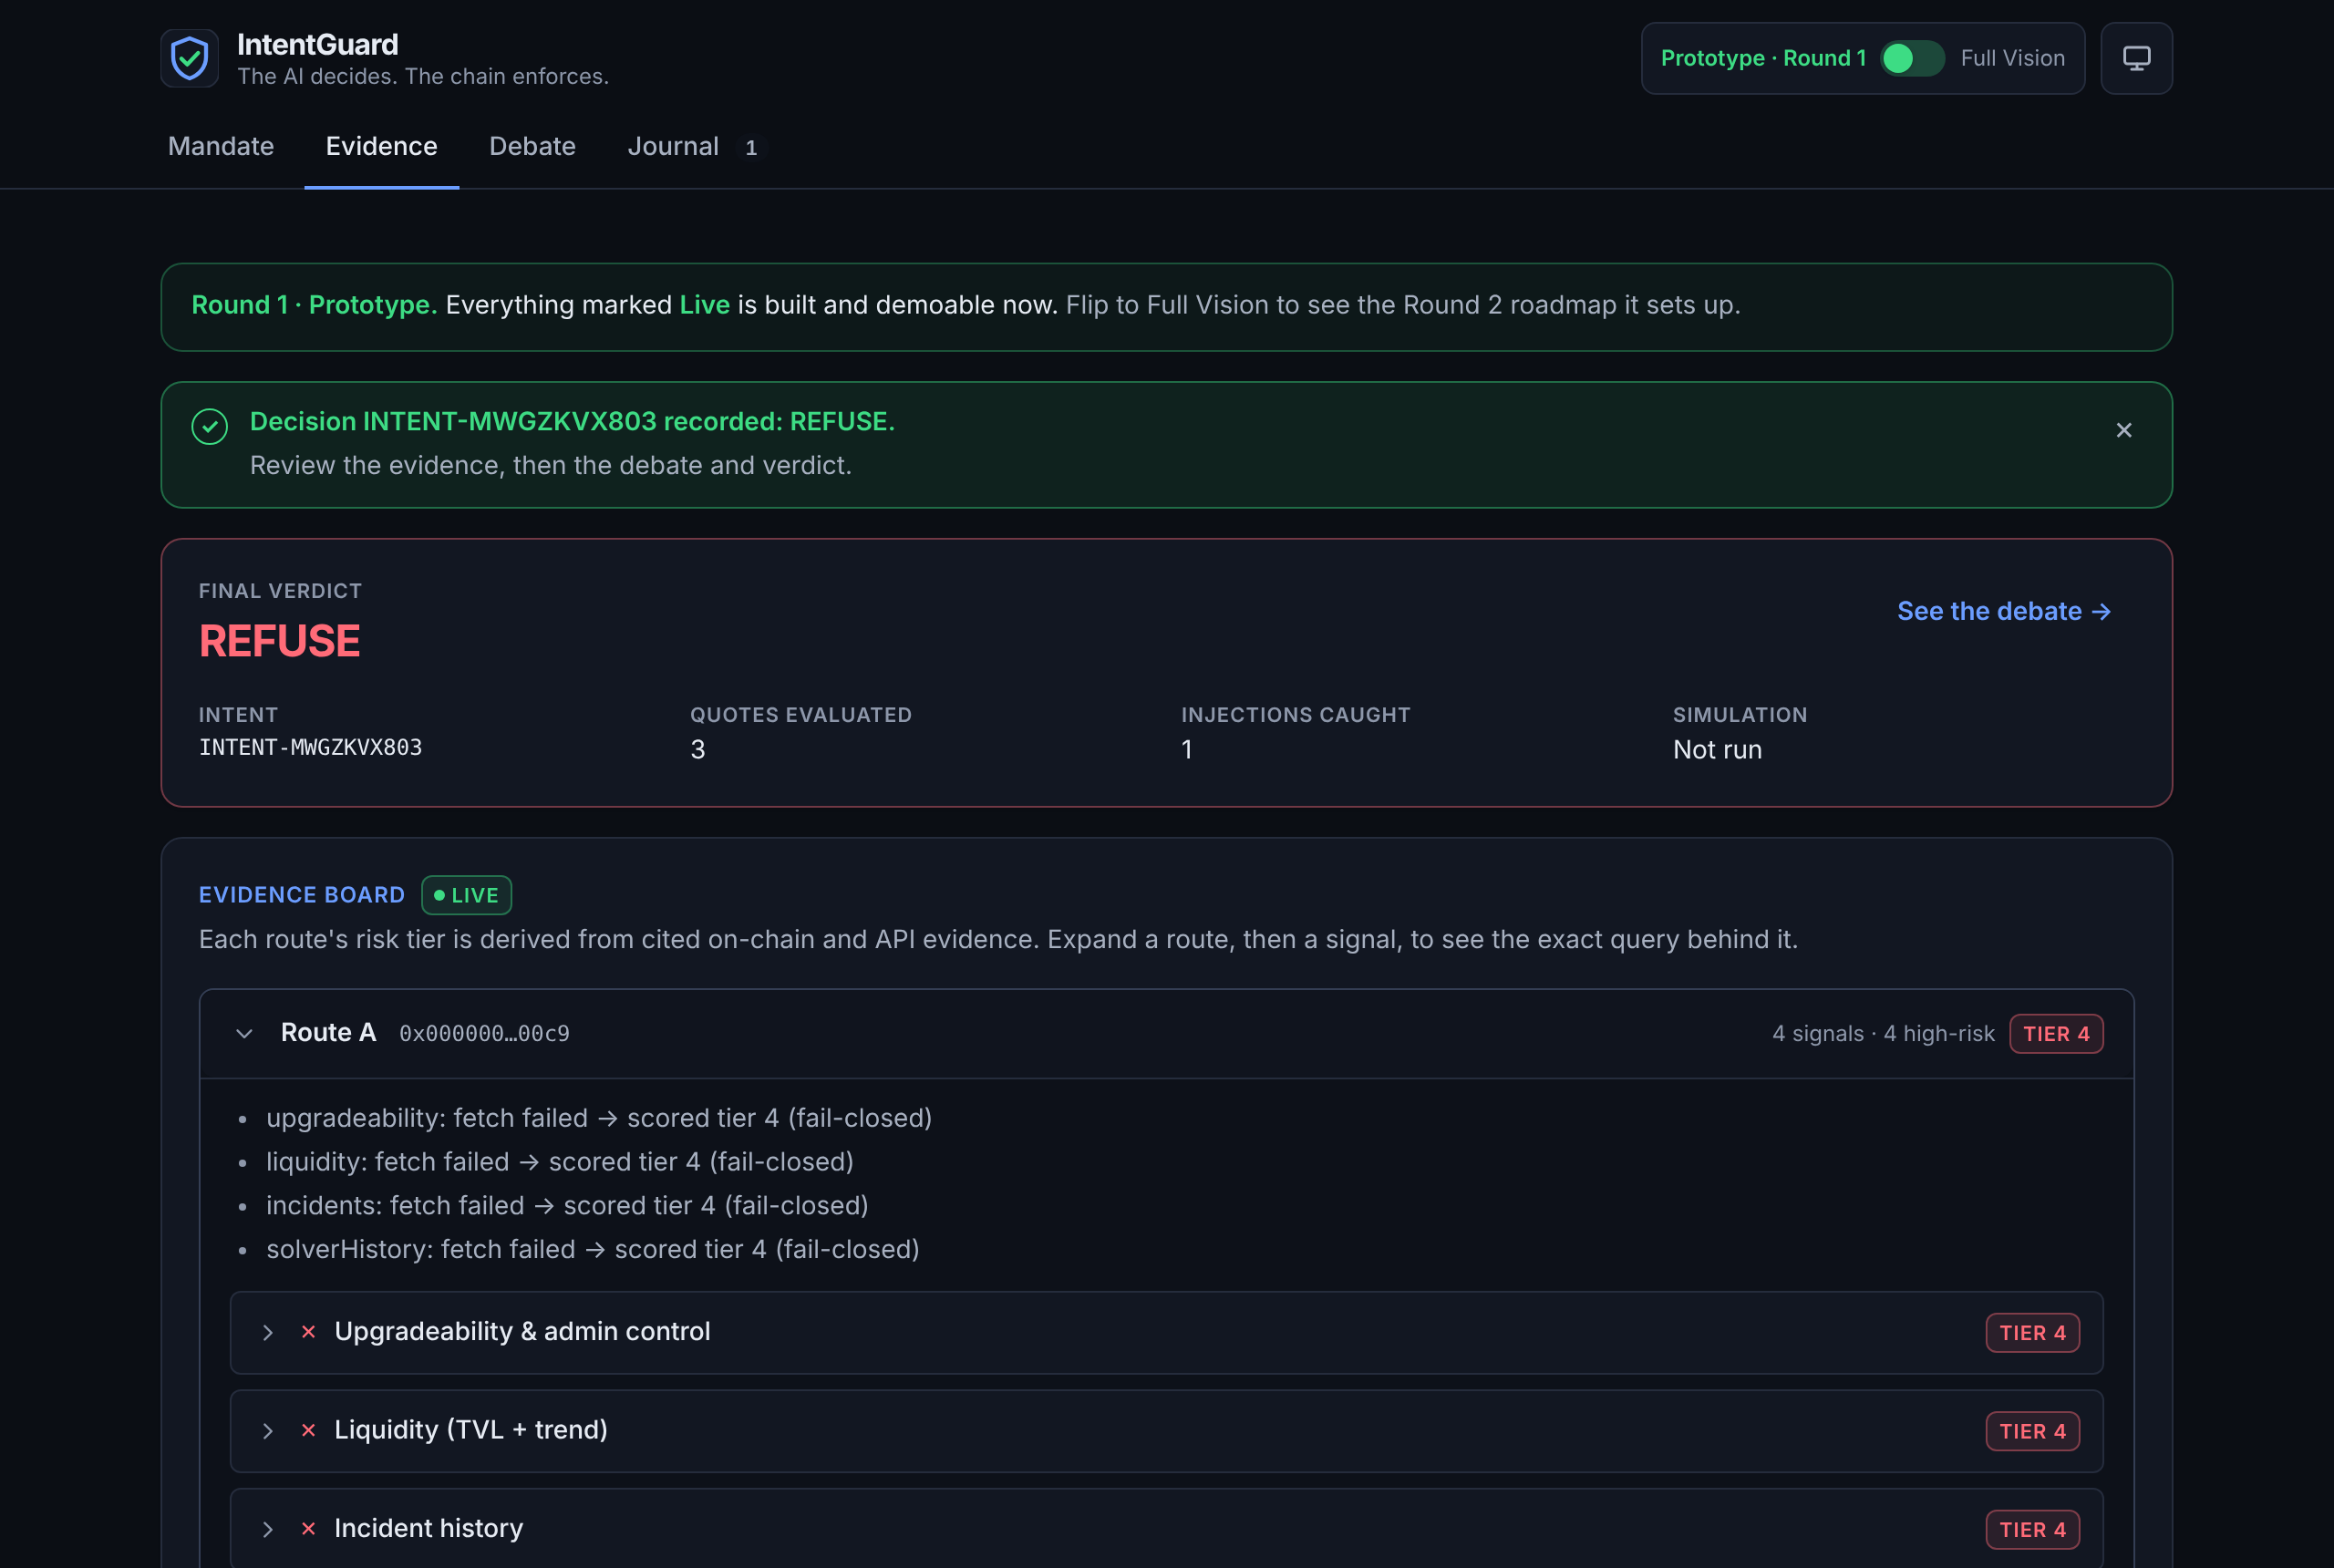 IntentGuard
The AI decides. The chain enforces.
Prototype · Round 1 Full Vision
Mandate Evidence Debate Journal 1
Round 1 · Prototype. Everything marked Live is built and demoable now. Flip to Full Vision to see the Round 2 roadmap it sets up.
Decision INTENT-MWGZKVX803 recorded: REFUSE.
Review the evidence, then the debate and verdict.
FINAL VERDICT
REFUSE
See the debate →
INTENT QUOTES EVALUATED INJECTIONS CAUGHT SIMULATION
INTENT-MWGZKVX803 3 1 Not run
EVIDENCE BOARD LIVE
Each route's risk tier is derived from cited on-chain and API evidence. Expand a route, then a signal, to see the exact query behind it.
Route A 0x000000…00c9 4 signals · 4 high-risk TIER 4
• upgradeability: fetch failed → scored tier 4 (fail-closed)
• liquidity: fetch failed → scored tier 4 (fail-closed)
• incidents: fetch failed → scored tier 4 (fail-closed)
• solverHistory: fetch failed → scored tier 4 (fail-closed)
Upgradeability & admin control TIER 4
Liquidity (TVL + trend) TIER 4
Incident history TIER 4